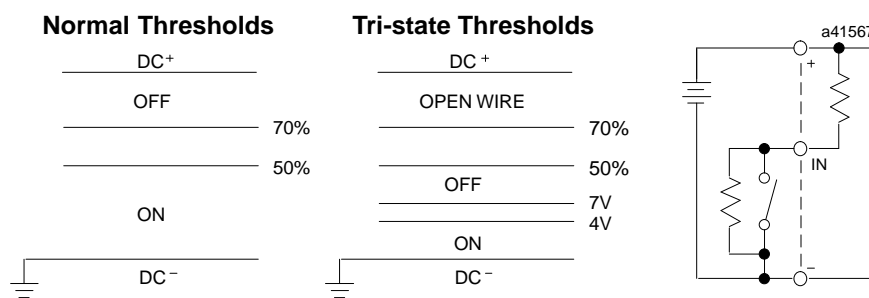 Normal Thresholds
DC+
OFF
70%
50%
ON
DC−
Tri-state Thresholds
DC +
OPEN WIRE
70%
50%
OFF
7V
4V
ON
DC−
a41567
+
IN
−